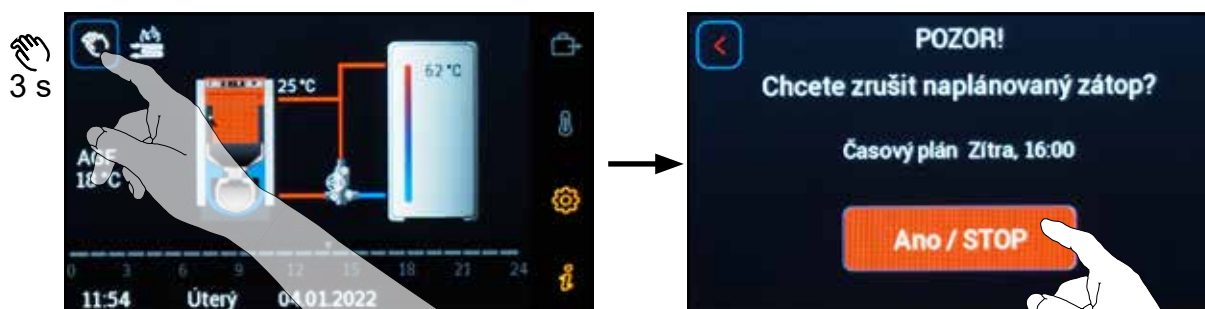 3 s
25 °C
62 °C
AGF
18 °C
0 3 6 9 12 15 18 21 24
11:54 Úterý 04.01.2022
POZOR!
Chcete zrušit naplánovaný zátop?
Časový plán Zítra, 16:00
Ano / STOP